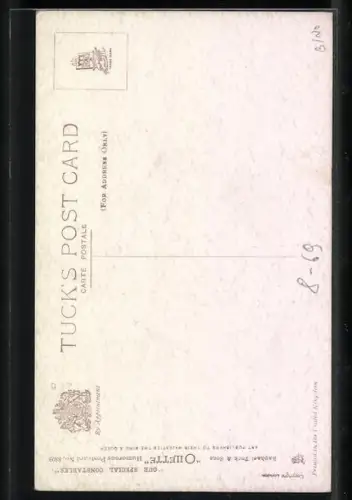 TUCK'S POST CARD
CARTE POSTALE
(FOR ADDRESS ONLY)
By Appointment
Raphael Tuck & Sons "OILETTE" Humorous Postcard
"OUR SPECIAL CONSTABLES"
ART PUBLISHERS TO THEIR MAJESTIES THE KING & QUEEN
Copyright
Printed in the United Kingdom
8-69